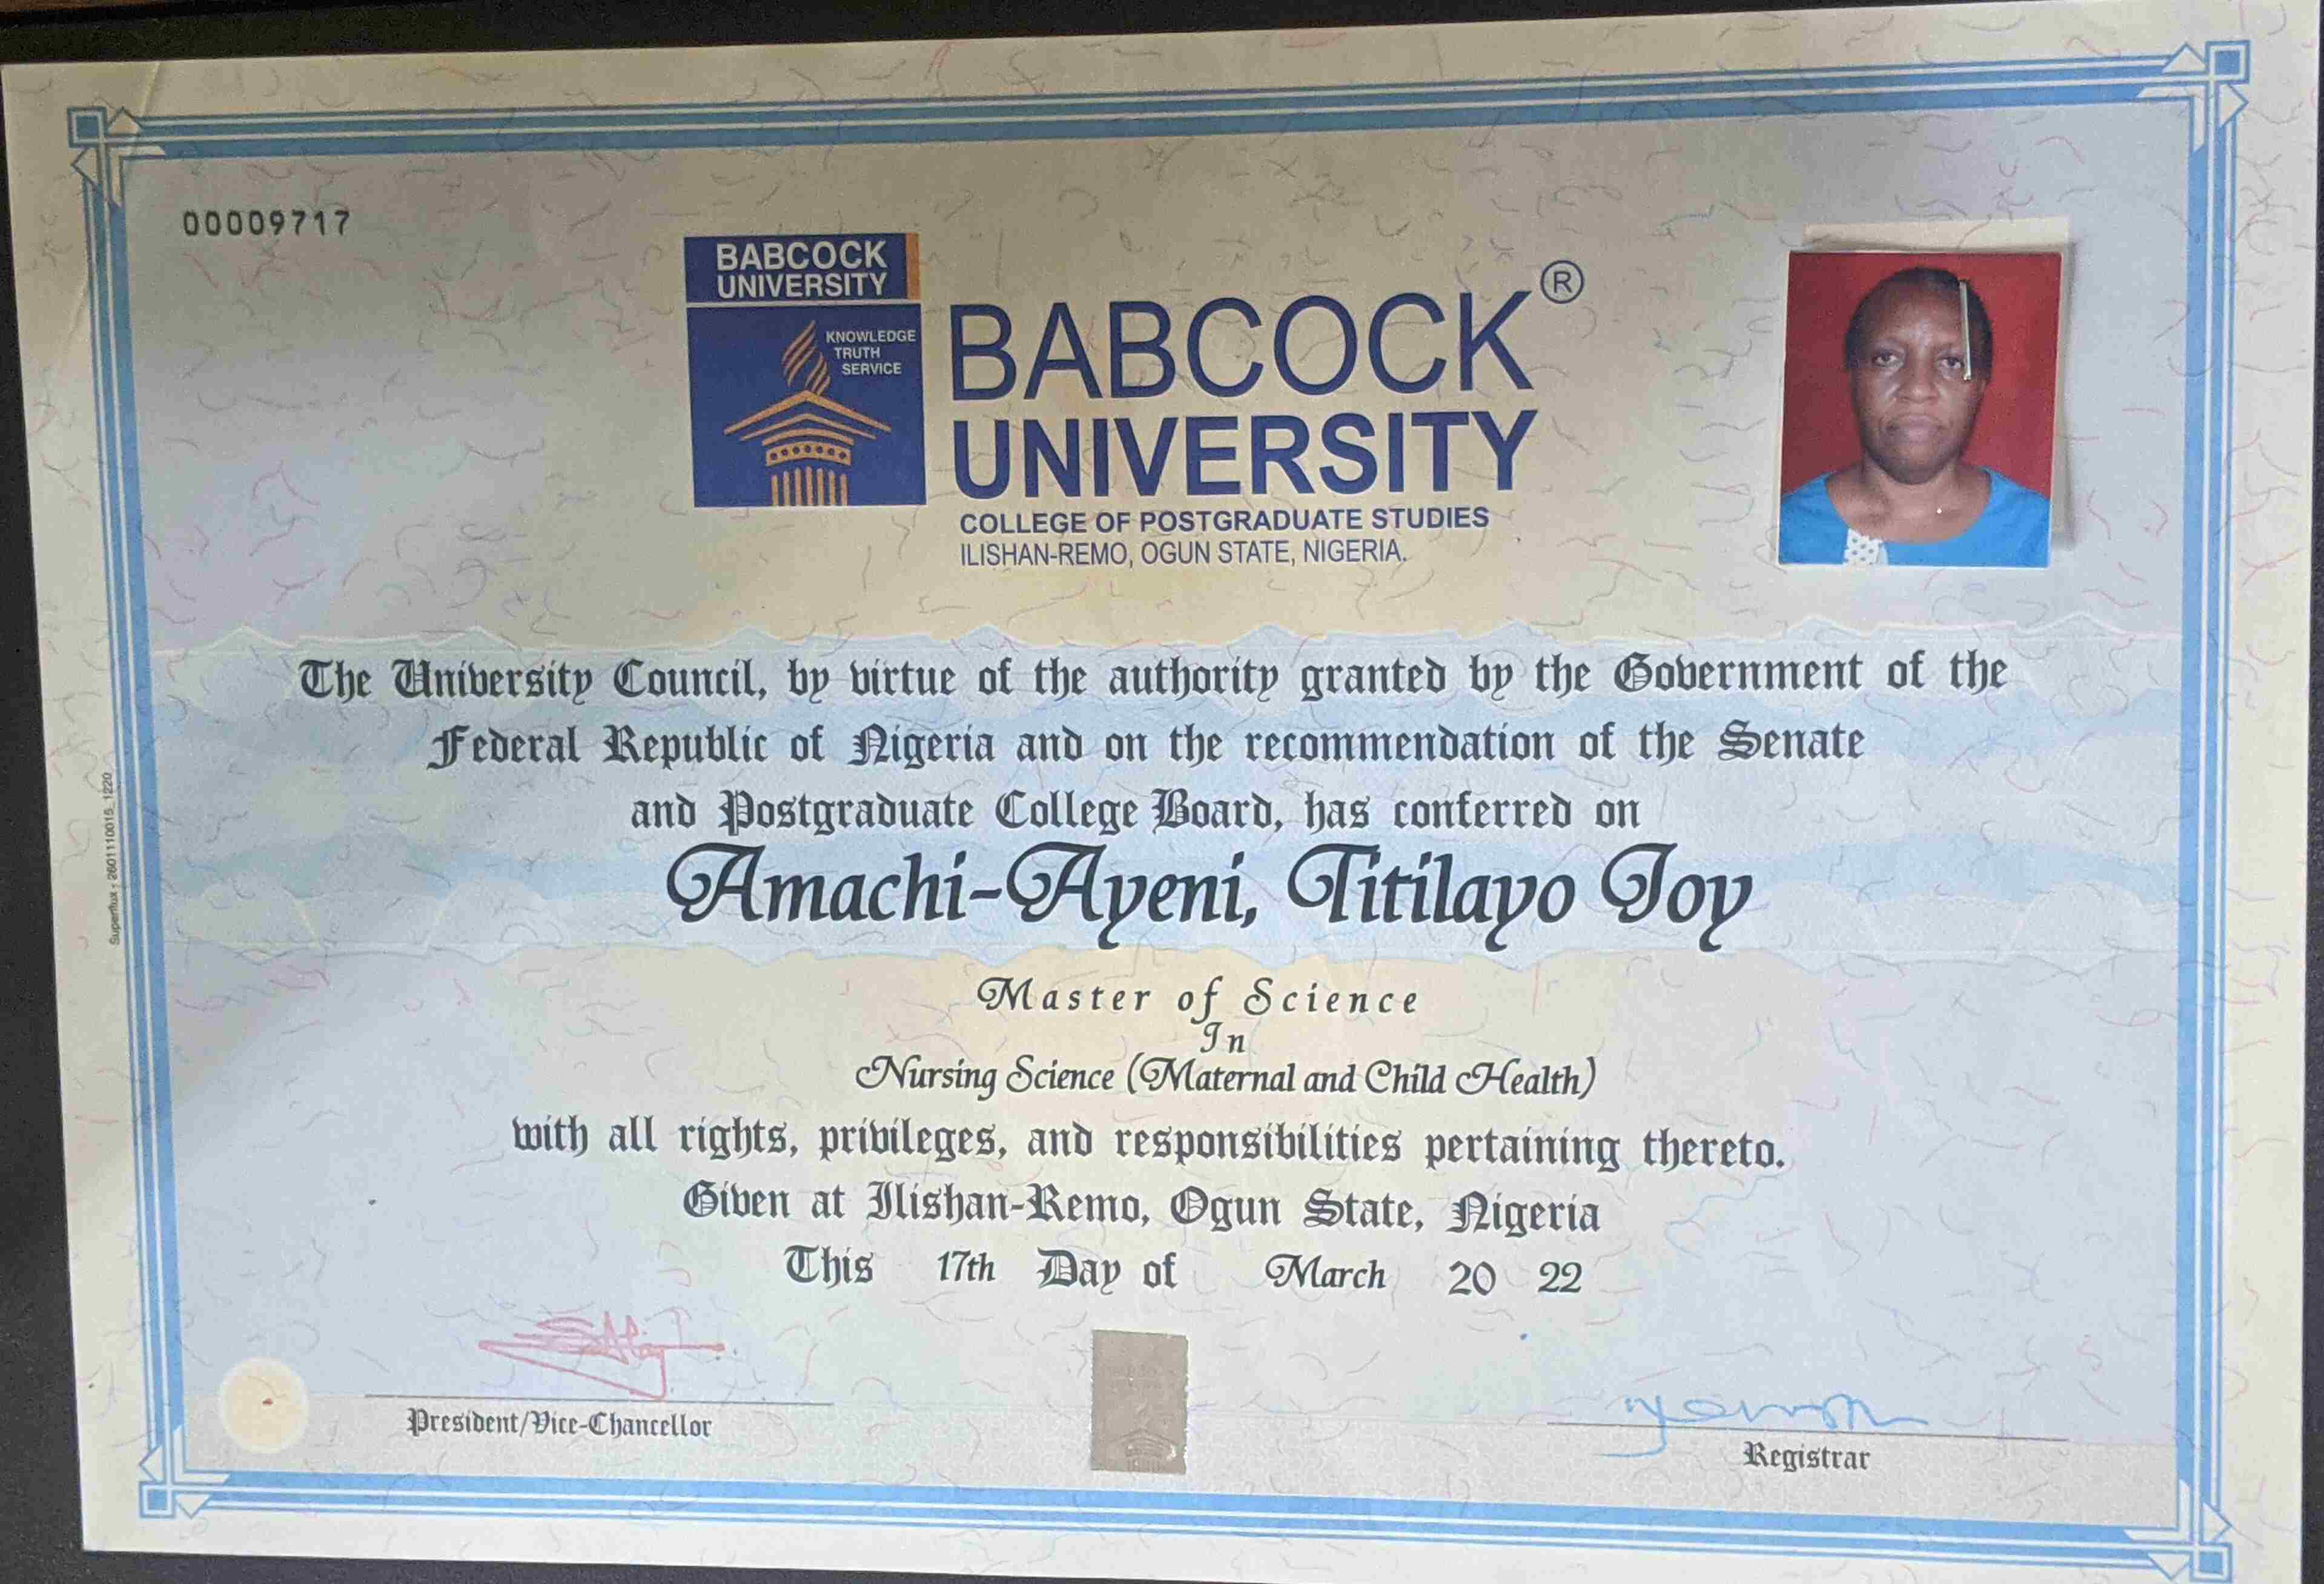 00009717
BABCOCK
UNIVERSITY
KNOWLEDGE
TRUTH
SERVICE
BABCOCK ®
UNIVERSITY
COLLEGE OF POSTGRADUATE STUDIES
ILISHAN-REMO, OGUN STATE, NIGERIA.
The University Council, by virtue of the authority granted by the Government of the
Federal Republic of Nigeria and on the recommendation of the Senate
and Postgraduate College Board, has conferred on
Amachi-Ayeni, Titilayo Joy
Master of Science
In
Nursing Science (Maternal and Child Health)
with all rights, privileges, and responsibilities pertaining thereto.
Given at Ilishan-Remo, Ogun State, Nigeria
This 17th Day of March 20 22
President/Vice-Chancellor
Registrar
Superflux - 2601110015_1220